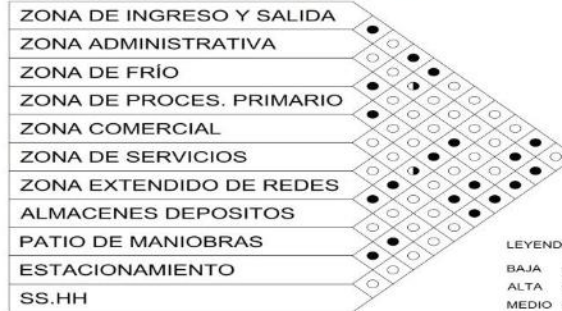 ZONA DE INGRESO Y SALIDA
ZONA ADMINISTRATIVA
ZONA DE FRÍO
ZONA DE PROCES. PRIMARIO
ZONA COMERCIAL
ZONA DE SERVICIOS
ZONA EXTENDIDO DE REDES
ALMACENES DEPOSITOS
PATIO DE MANIOBRAS
ESTACIONAMIENTO
SS.HH
LEYEND
BAJA
ALTA
MEDIO